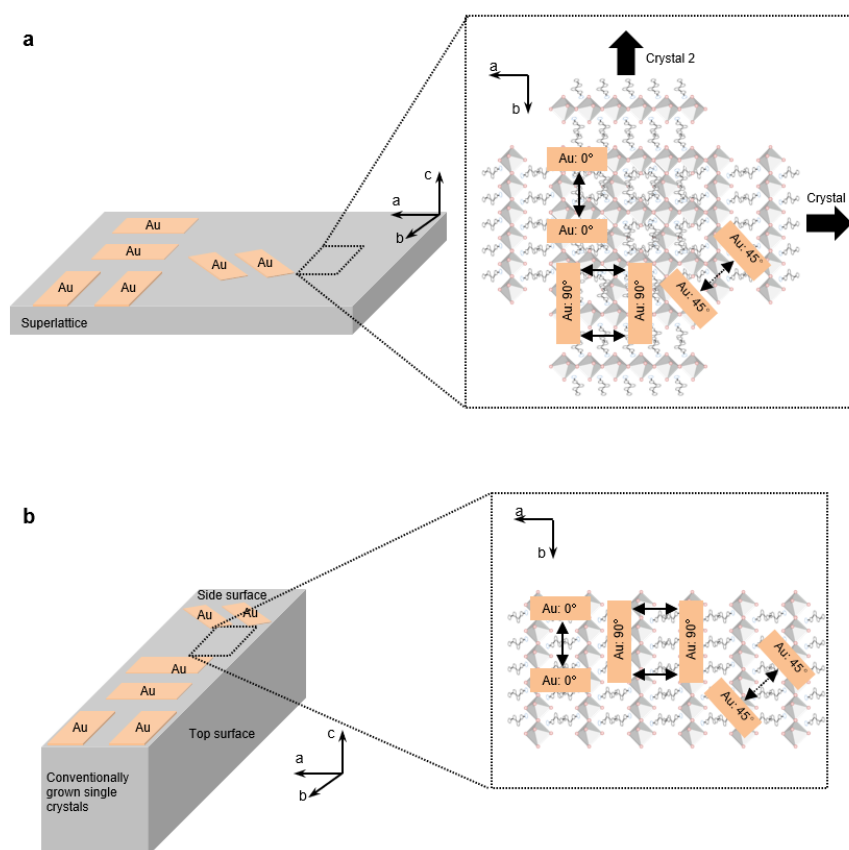 a
Crystal 2
a
b
Au: 0°
Crystal
Au: 0°
Au: 45°
Au: 45°
Au: 90°
Au: 90°
c
a
b
Au
Au
Au
Au
Au
Au
Superlattice
b
a
b
Side surface
Au
Au
Au: 0°
Au: 90°
Au: 90°
Au: 0°
Au: 45°
Au: 45°
Au
Au
Au
Au
Top surface
c
a
b
Conventionally
grown single
crystals